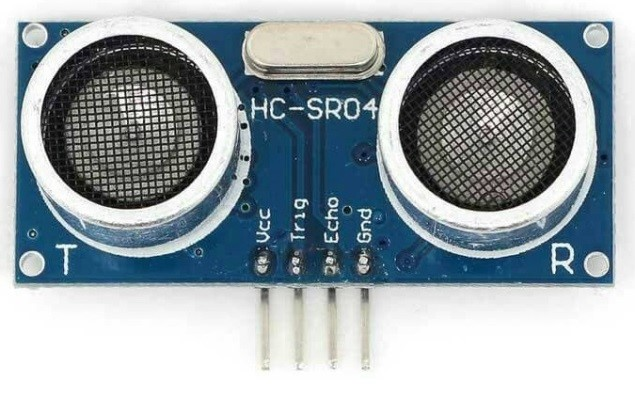 HC-SR04
Vcc
Trig
Echo
Gnd
T
R